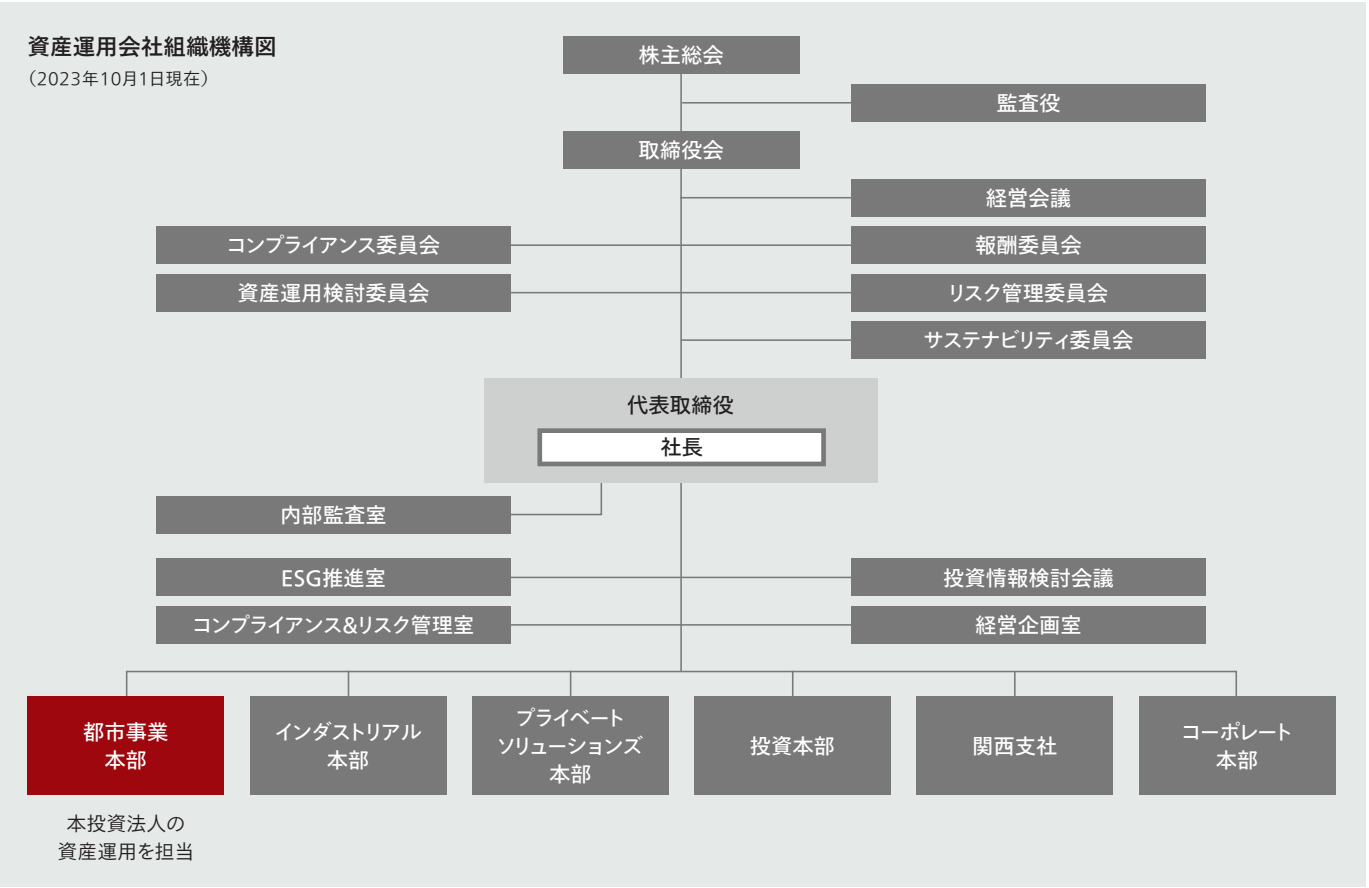 資産運用会社組織機構図
（2023年10月1日現在）
株主総会
監査役
取締役会
経営会議
コンプライアンス委員会
報酬委員会
資産運用検討委員会
リスク管理委員会
サステナビリティ委員会
代表取締役
社長
内部監査室
ESG推進室
投資情報検討会議
コンプライアンス&リスク管理室
経営企画室
都市事業
本部
インダストリアル
本部
プライベート
ソリューションズ
本部
投資本部
関西支社
コーポレート
本部
本投資法人の
資産運用を担当